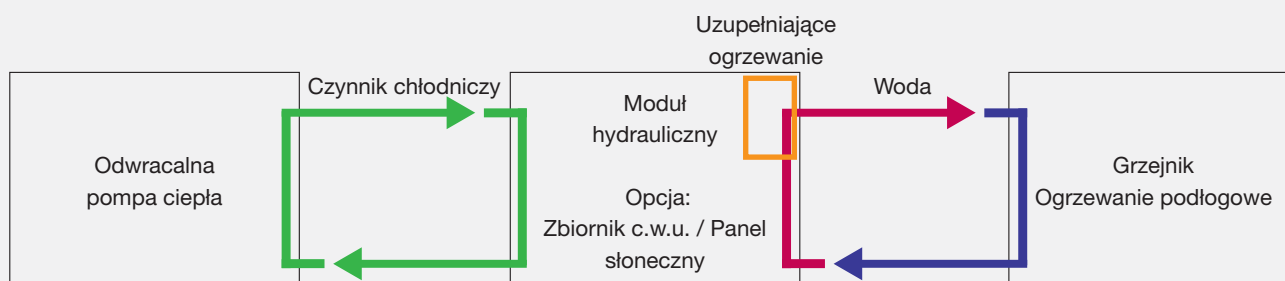 Uzupełniające
ogrzewanie
Czynnik chłodniczy
Woda
Odwracalna
pompa ciepła
Moduł
hydrauliczny
Opcja:
Zbiornik c.w.u. / Panel
słoneczny
Grzejnik
Ogrzewanie podłogowe